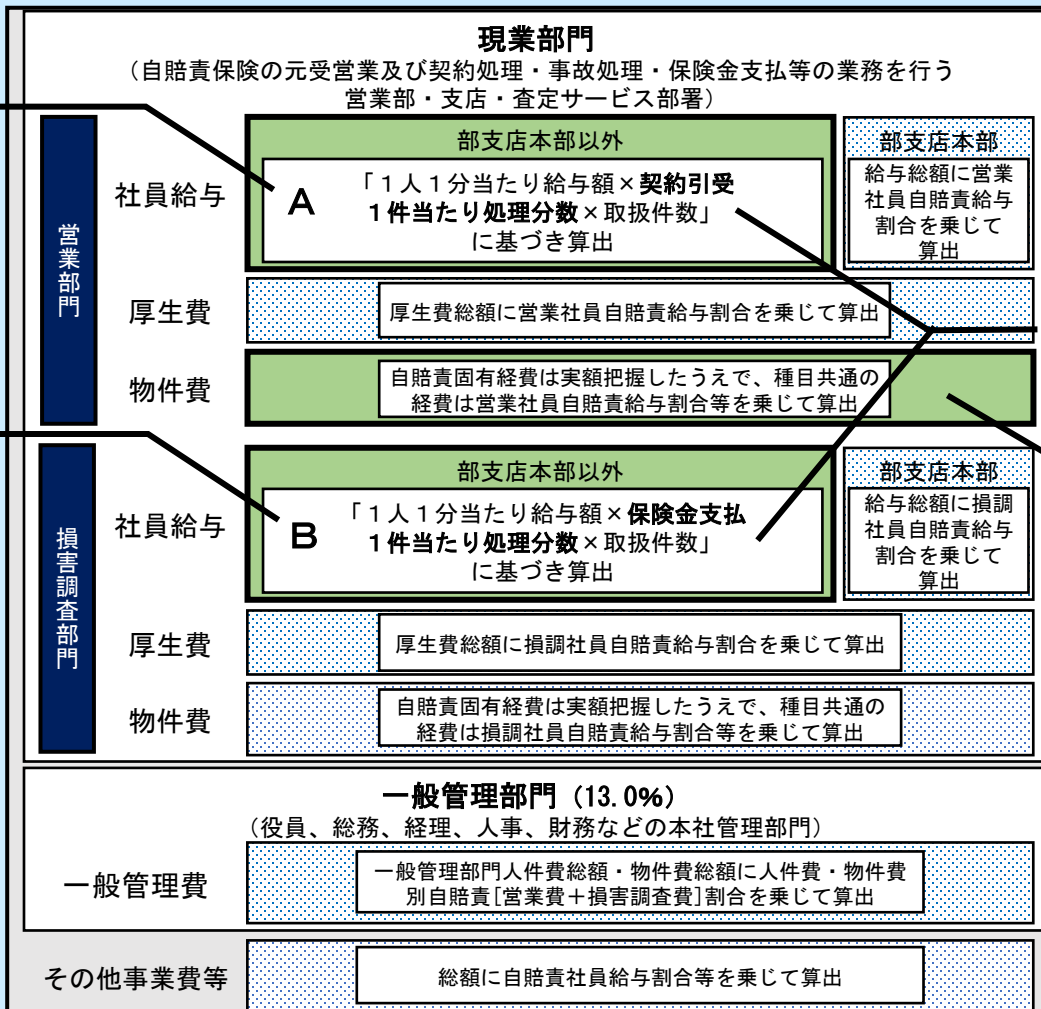 現業部門
（自賠責保険の元受営業及び契約処理・事故処理・保険金支払等の業務を行う
営業部・支店・査定サービス部署）
営業部門
社員給与
部支店本部以外
A
「１人１分当たり給与額×契約引受
１件当たり処理分数×取扱件数」
に基づき算出
部支店本部
給与総額に営業
社員自賠責給与
割合を乗じて
算出
厚生費
厚生費総額に営業社員自賠責給与割合を乗じて算出
物件費
自賠責固有経費は実額把握したうえで、種目共通の
経費は営業社員自賠責給与割合等を乗じて算出
損害調査部門
社員給与
部支店本部以外
B
「１人１分当たり給与額×保険金支払
１件当たり処理分数×取扱件数」
に基づき算出
部支店本部
給与総額に損調
社員自賠責給与
割合を乗じて
算出
厚生費
厚生費総額に損調社員自賠責給与割合を乗じて算出
物件費
自賠責固有経費は実額把握したうえで、種目共通の
経費は損調社員自賠責給与割合等を乗じて算出
一般管理部門（13.0%）
（役員、総務、経理、人事、財務などの本社管理部門）
一般管理費
一般管理部門人件費総額・物件費総額に人件費・物件費
別自賠責[営業費＋損害調査費]割合を乗じて算出
その他事業費等
総額に自賠責社員給与割合等を乗じて算出